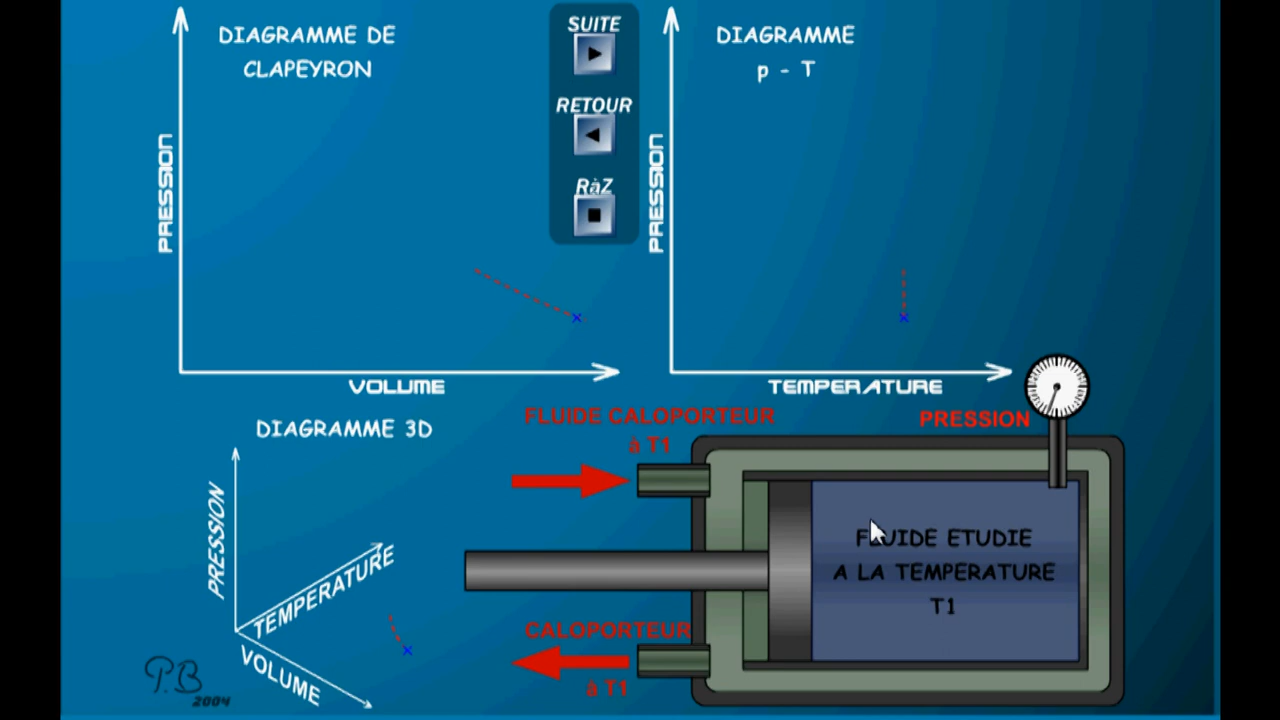 DIAGRAMME DE
CLAPEYRON
PRESSION
VOLUME
SUITE
RETOUR
RàZ
DIAGRAMME
p - T
PRESSION
TEMPERATURE
DIAGRAMME 3D
PRESSION
TEMPERATURE
VOLUME
FLUIDE CALOPORTEUR
à T1
PRESSION
FLUIDE ETUDIE
A LA TEMPERATURE
T1
CALOPORTEUR
à T1
P.B
2004